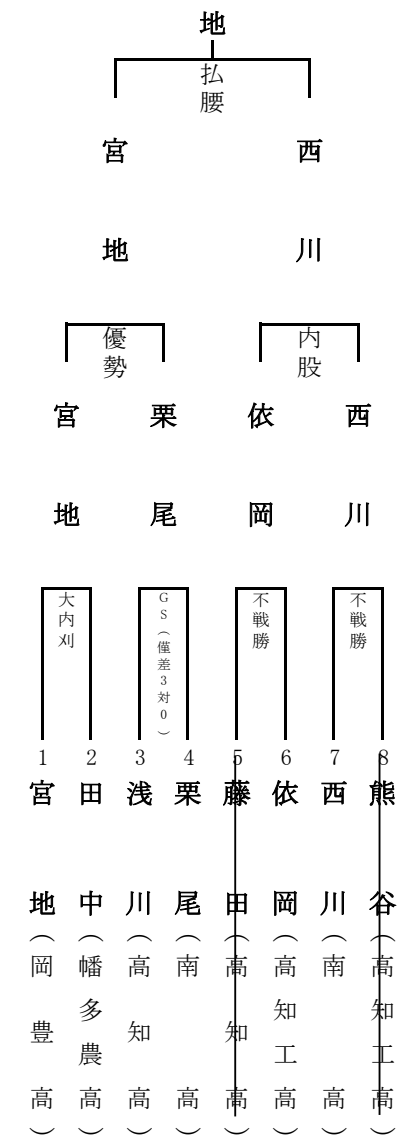 地
払腰
宮地
西川
優勢
内股
宮地
栗尾
依岡
西川
大内刈
GS（僅差3対0）
不戦勝
不戦勝
1 2 3 4 5 6 7 8
宮地（岡豊高）
田中（幡多農高）
浅川（高知高）
栗尾（南高）
藤田（高知高）
依岡（高知工高）
西川（南高）
熊谷（高知工高）